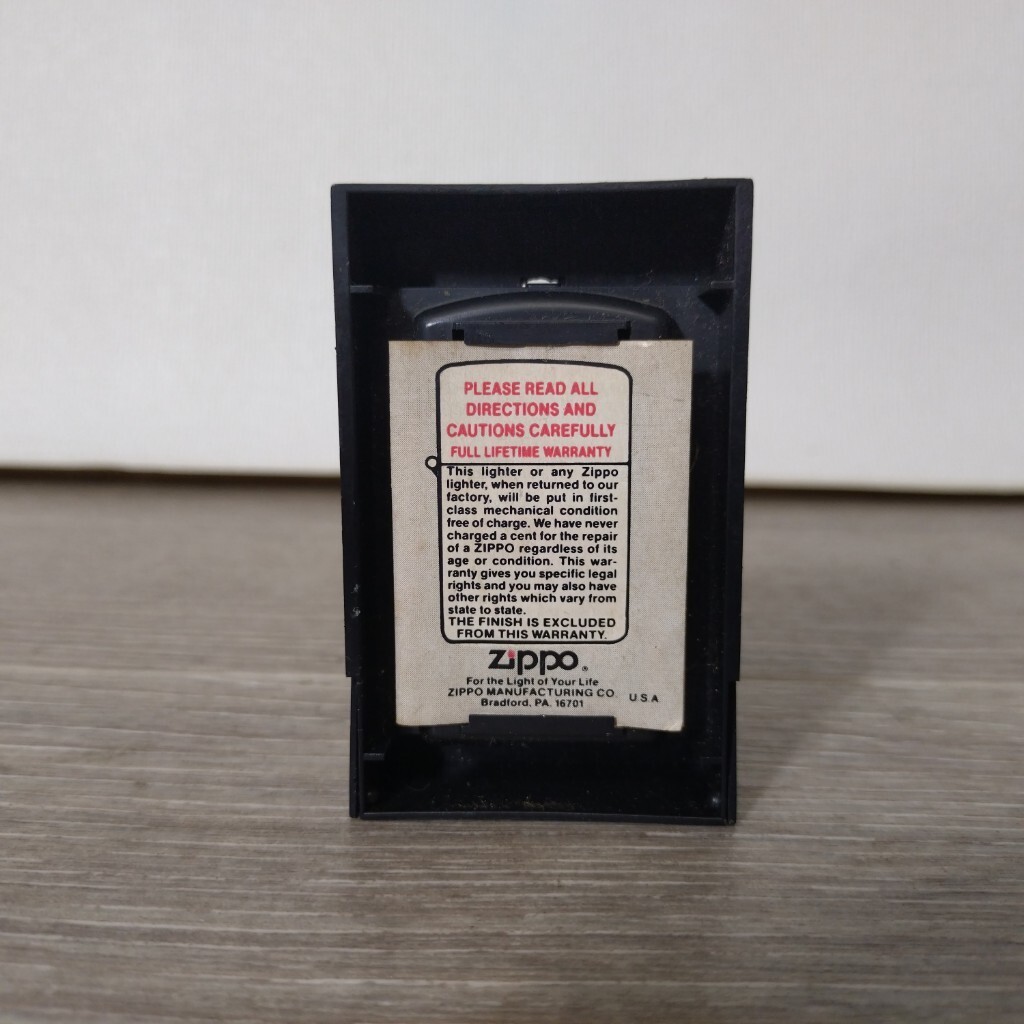 PLEASE READ ALL
DIRECTIONS AND
CAUTIONS CAREFULLY
FULL LIFETIME WARRANTY
This lighter or any Zippo
lighter, when returned to our
factory, will be put in first-
class mechanical condition
free of charge. We have never
charged a cent for the repair
of a ZIPPO regardless of its
age or condition. This war-
ranty gives you specific legal
rights and you may also have
other rights which vary from
state to state.
THE FINISH IS EXCLUDED
FROM THIS WARRANTY.
Zippo®
For the Light of Your Life
ZIPPO MANUFACTURING CO. U.S.A
Bradford, PA. 16701